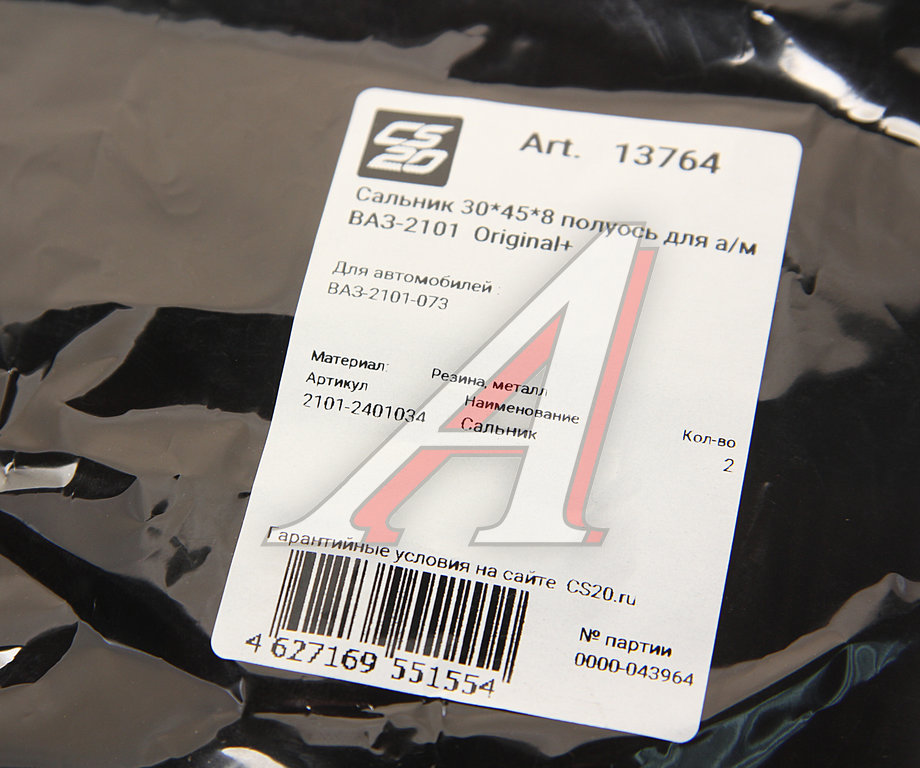 CS
20
Art. 13764
Сальник 30*45*8 полуось для а/м
ВАЗ-2101 Original+
Для автомобилей :
ВАЗ-2101-073
Материал: Резина, металл
Артикул Наименование Кол-во
2101-2401034 Сальник 2
Гарантийные условия на сайте CS20.ru
4 627169 551554
№ партии
0000-043964